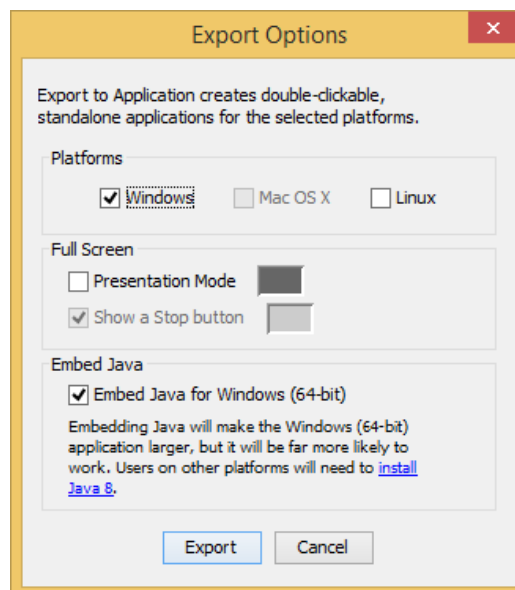 Export Options
Export to Application creates double-clickable,
standalone applications for the selected platforms.
Platforms
Windows Mac OS X Linux
Full Screen
Presentation Mode
Show a Stop button
Embed Java
Embed Java for Windows (64-bit)
Embedding Java will make the Windows (64-bit)
application larger, but it will be far more likely to
work. Users on other platforms will need to install
Java 8.
Export Cancel